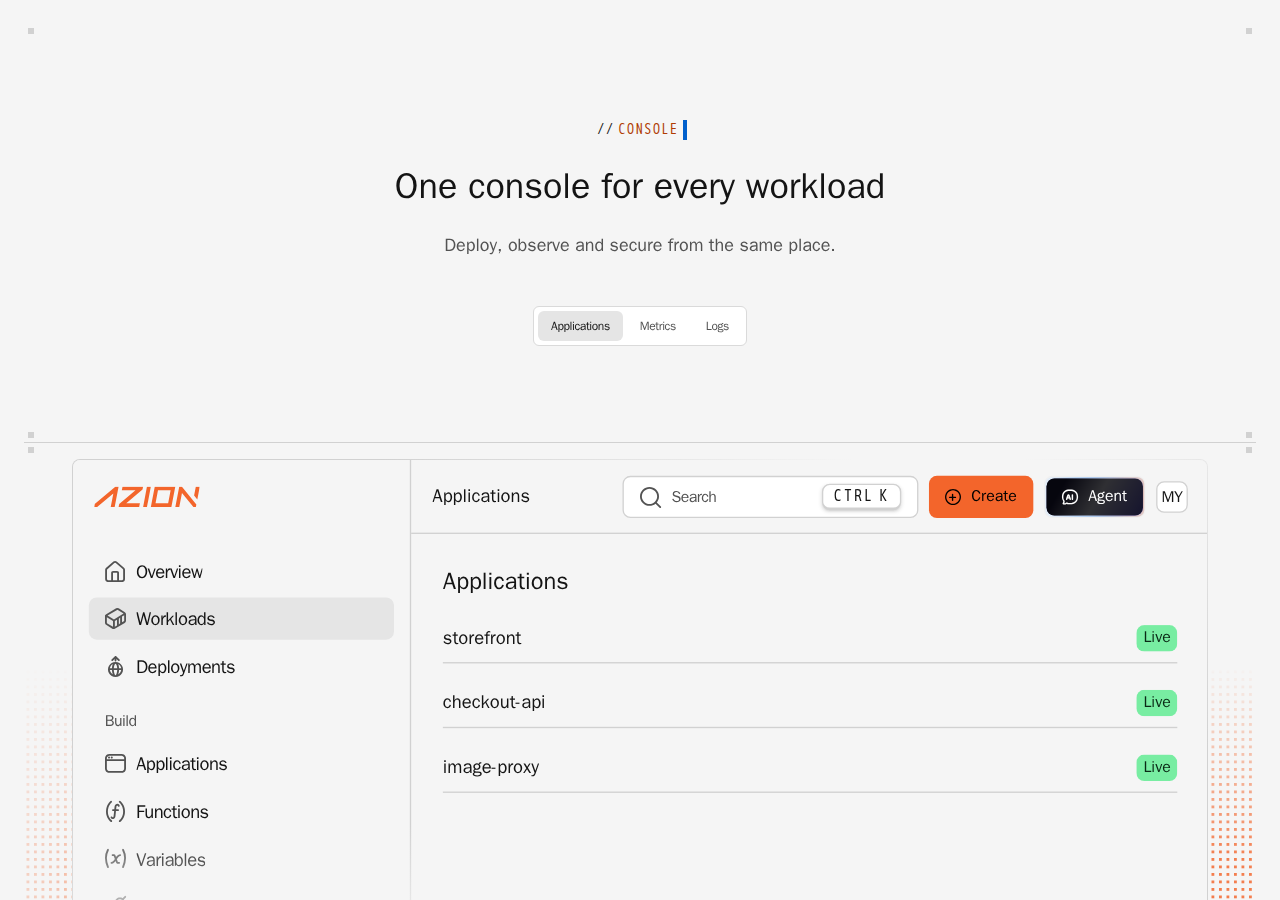 // CONSOLE
One console for every workload
Deploy, observe and secure from the same place.
Applications Metrics Logs
AZION
Applications
Search
CTRL K
Create
AI
Agent
MY
Overview
Workloads
Deployments
Build
Applications
Functions
Variables
Applications
storefront Live
checkout-api Live
image-proxy Live